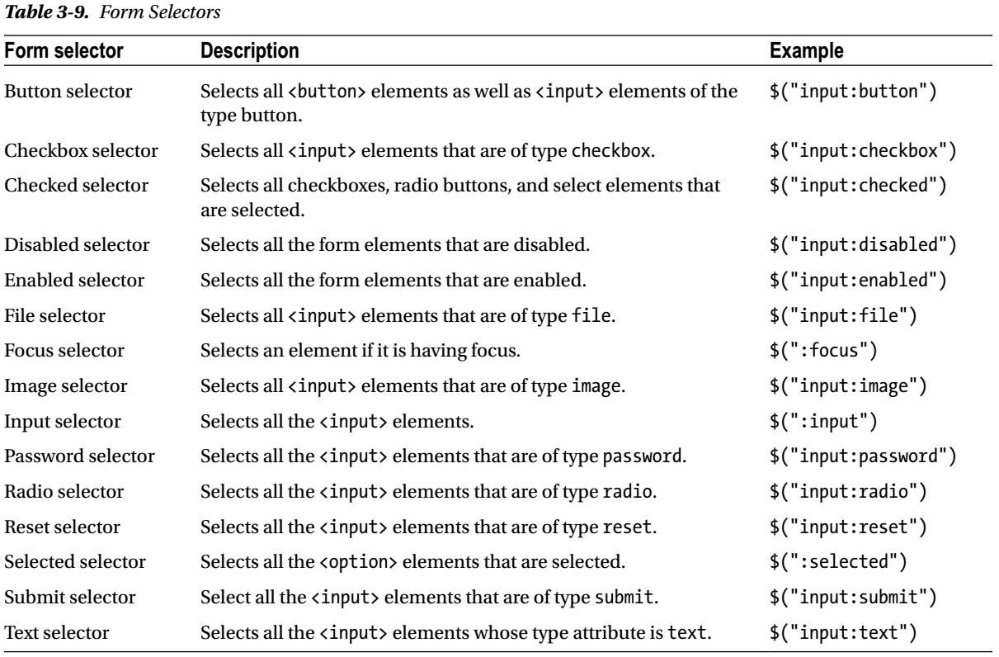 Table 3-9. Form Selectors
Form selector Description Example
Button selector Selects all <button> elements as well as <input> elements of the $("input:button")
type button.
Checkbox selector Selects all <input> elements that are of type checkbox. $("input:checkbox")
Checked selector Selects all checkboxes, radio buttons, and select elements that $("input:checked")
are selected.
Disabled selector Selects all the form elements that are disabled. $("input:disabled")
Enabled selector Selects all the form elements that are enabled. $("input:enabled")
File selector Selects all <input> elements that are of type file. $("input:file")
Focus selector Selects an element if it is having focus. $(":focus")
Image selector Selects all <input> elements that are of type image. $("input:image")
Input selector Selects all the <input> elements. $(":input")
Password selector Selects all the <input> elements that are of type password. $("input:password")
Radio selector Selects all the <input> elements that are of type radio. $("input:radio")
Reset selector Selects all the <input> elements that are of type reset. $("input:reset")
Selected selector Selects all the <option> elements that are selected. $(":selected")
Submit selector Select all the <input> elements that are of type submit. $("input:submit")
Text selector Selects all the <input> elements whose type attribute is text. $("input:text")